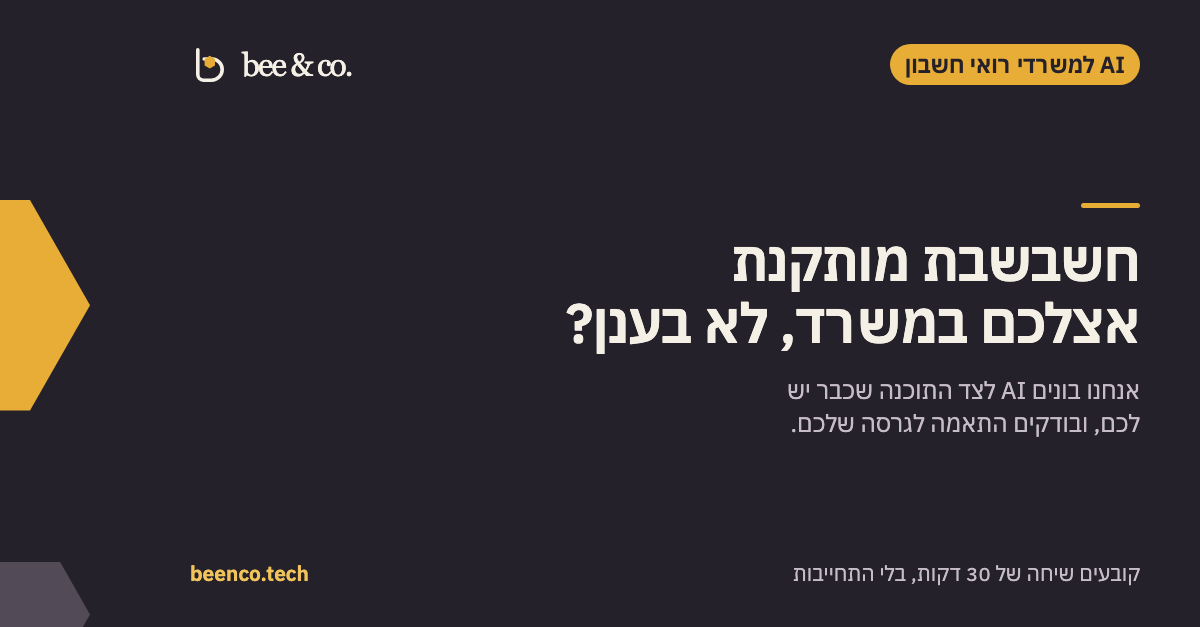 AI למשרדי רואי חשבון
bee & co.
חשבשבת מותקנת
אצלכם במשרד, לא בענן?
אנחנו בונים AI לצד התוכנה שכבר יש
לכם, ובודקים התאמה לגרסה שלכם.
קובעים שיחה של 30 דקות, בלי התחייבות
beenco.tech